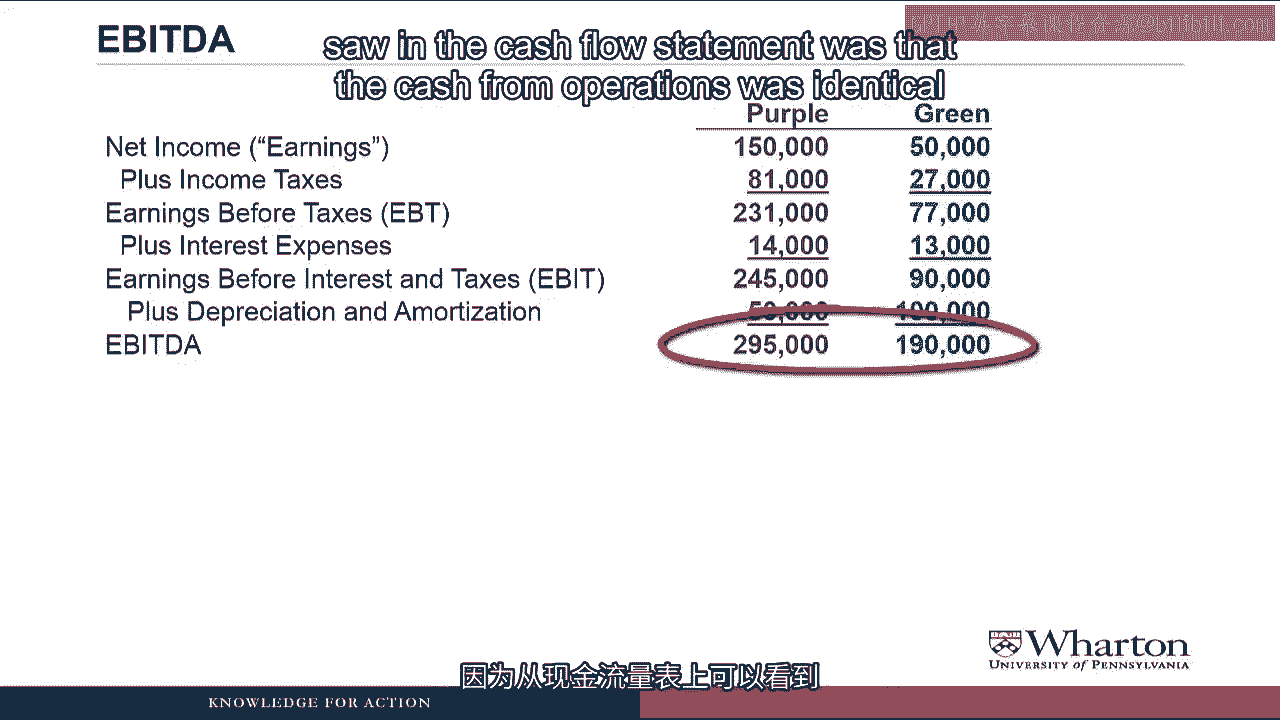 EBITDA
saw in the cash flow statement was that
the cash from operations was identical
Purple Green
Net Income (“Earnings”) 150,000 50,000
Plus Income Taxes 81,000 27,000
Earnings Before Taxes (EBT) 231,000 77,000
Plus Interest Expenses 14,000 13,000
Earnings Before Interest and Taxes (EBIT) 245,000 90,000
Plus Depreciation and Amortization 50,000 100,000
EBITDA 295,000 190,000
Wharton
UNIVERSITY of PENNSYLVANIA
因为从现金流量表上可以看到
KNOWLEDGE FOR ACTION